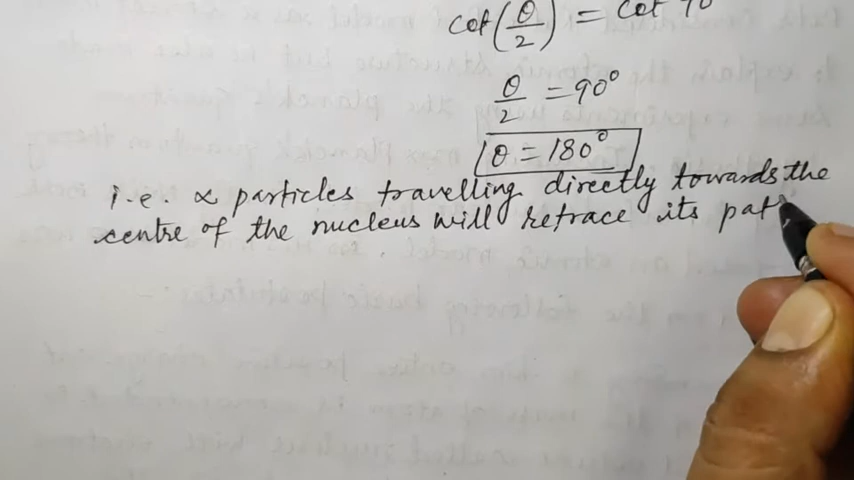 cot(θ/2) = cot 90
θ/2 = 90°
θ = 180°
i.e. α particles travelling directly towards the
centre of the nucleus will retrace its pat